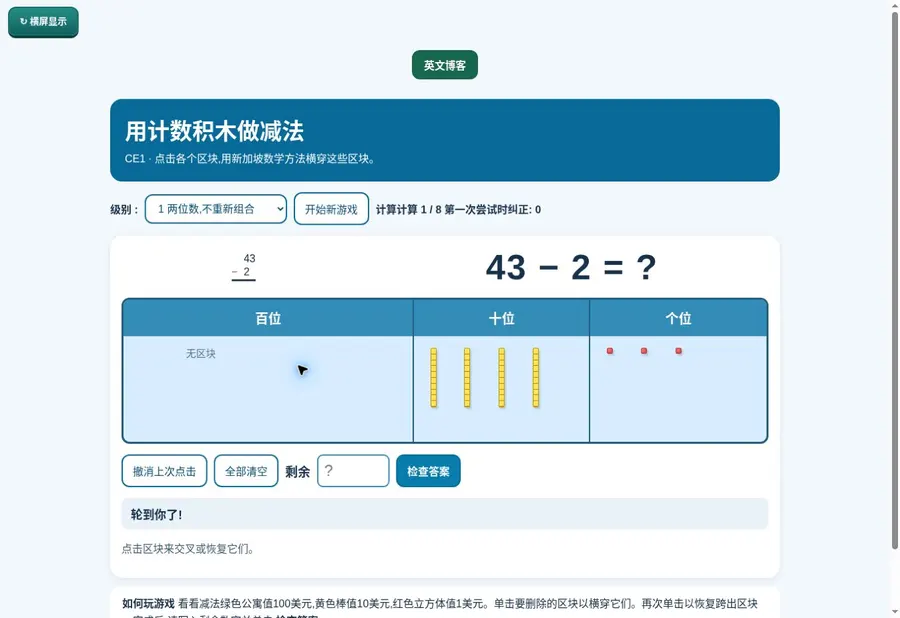 ↻ 横屏显示
英文博客
用计数积木做减法
CE1 · 点击各个区块,用新加坡数学方法横穿这些区块。
级别： 1 两位数,不重新组合 开始新游戏 计算计算 1 / 8 第一次尝试时纠正: 0
43
− 2
43 − 2 = ?
百位 十位 个位
无区块
撤消上次点击 全部清空 剩余 ? 检查答案
轮到你了!
点击区块来交叉或恢复它们。
如何玩游戏 看看减法绿色公寓值100美元,黄色棒值10美元,红色立方体值1美元。单击要删除的区块以横穿它们。再次单击以恢复跨出区块